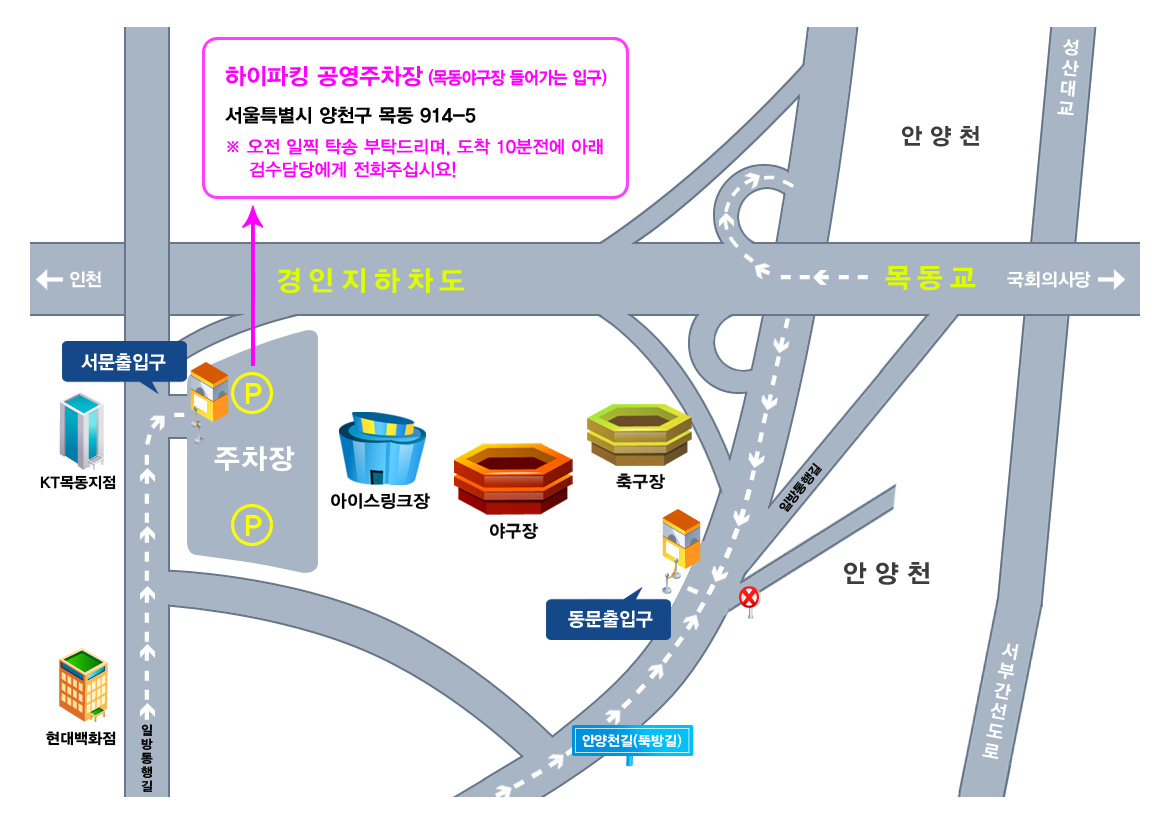 하이파킹 공영주차장 (목동야구장 들어가는 입구)
서울특별시 양천구 목동 914-5
※ 오전 일찍 탁송 부탁드리며, 도착 10분전에 아래
검수담당에게 전화주십시요!
성산대교
안양천
인천
경인지하차도
목동교
국회의사당
서문출입구
P
주차장
P
KT목동지점
아이스링크장
야구장
축구장
일방통행길
안양천
동문출입구
서부간선도로
현대백화점
일방통행길
안양천길(뚝방길)